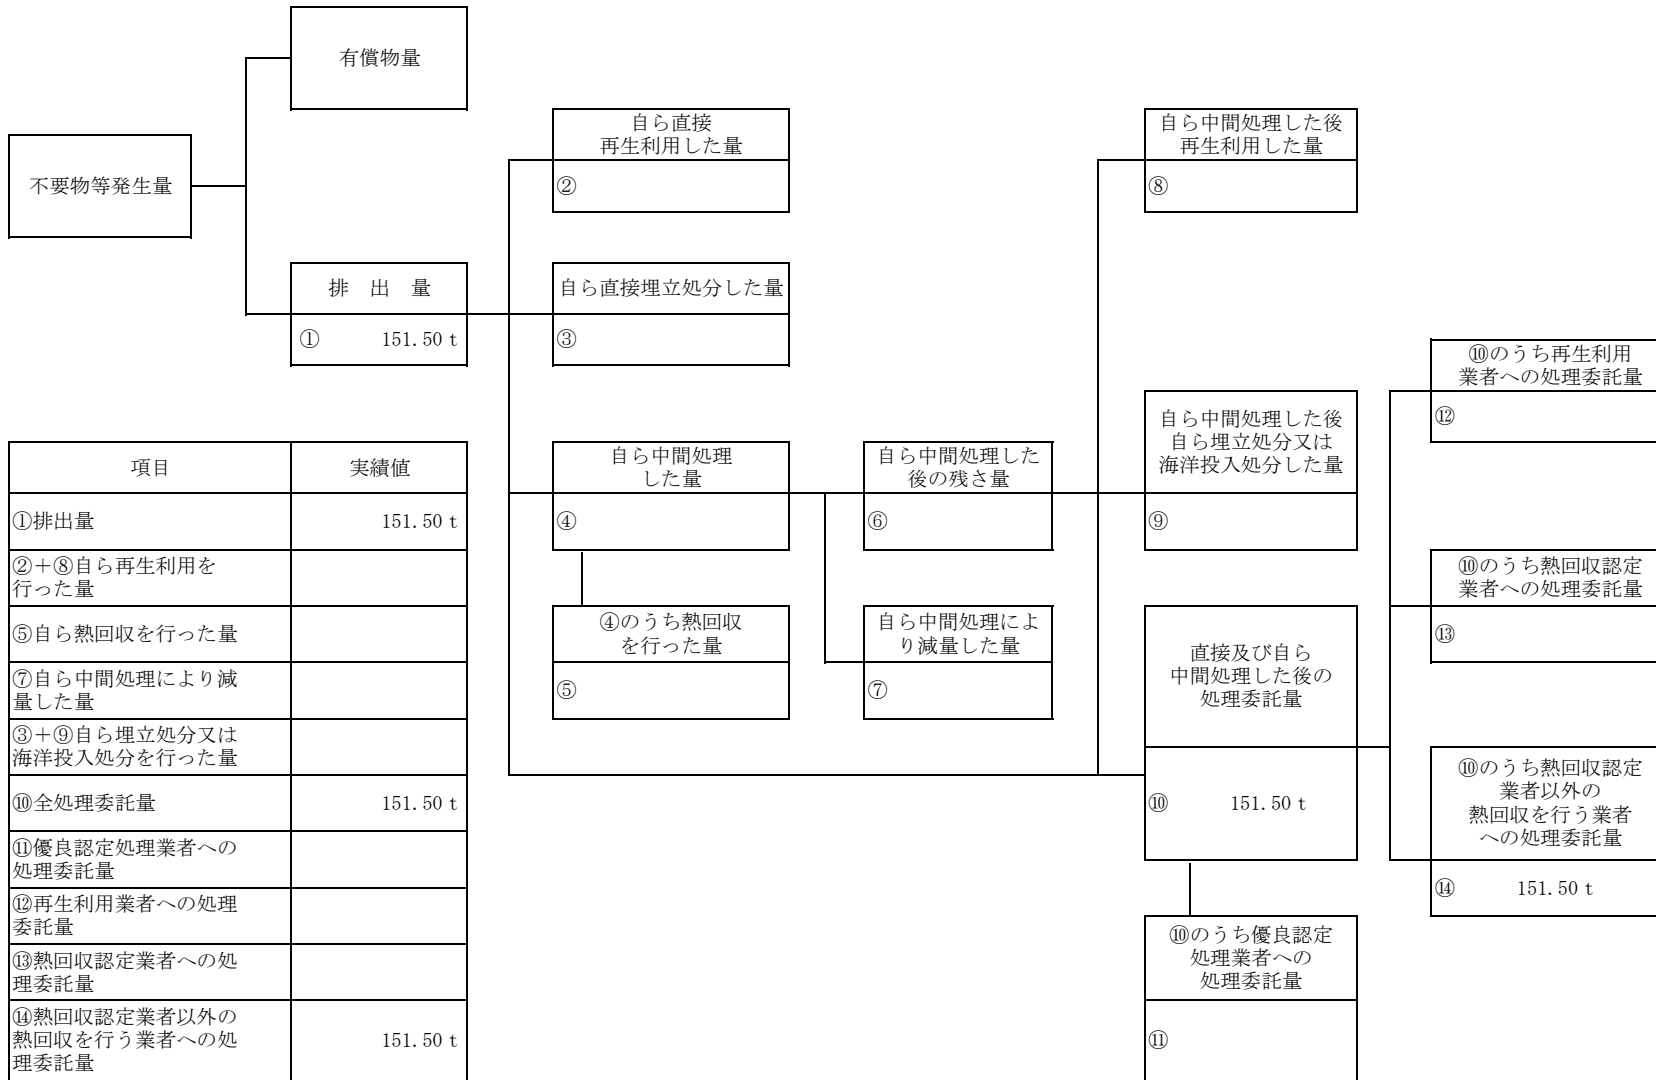 有償物量
不要物等発生量
排　出　量
① 151.50 t
自ら直接
再生利用した量
②
自ら直接埋立処分した量
③
自ら中間処理
した量
④
④のうち熱回収
を行った量
⑤
自ら中間処理した
後の残さ量
⑥
自ら中間処理によ
り減量した量
⑦
自ら中間処理した後
再生利用した量
⑧
自ら中間処理した後
自ら埋立処分又は
海洋投入処分した量
⑨
直接及び自ら
中間処理した後の
処理委託量
⑩ 151.50 t
⑩のうち優良認定
処理業者への
処理委託量
⑪
⑩のうち再生利用
業者への処理委託量
⑫
⑩のうち熱回収認定
業者への処理委託量
⑬
⑩のうち熱回収認定
業者以外の
熱回収を行う業者
への処理委託量
⑭ 151.50 t
項目 実績値
①排出量 151.50 t
②＋⑧自ら再生利用を
行った量
⑤自ら熱回収を行った量
⑦自ら中間処理により減
量した量
③＋⑨自ら埋立処分又は
海洋投入処分を行った量
⑩全処理委託量 151.50 t
⑪優良認定処理業者への
処理委託量
⑫再生利用業者への処理
委託量
⑬熱回収認定業者への処
理委託量
⑭熱回収認定業者以外の
熱回収を行う業者への処 151.50 t
理委託量